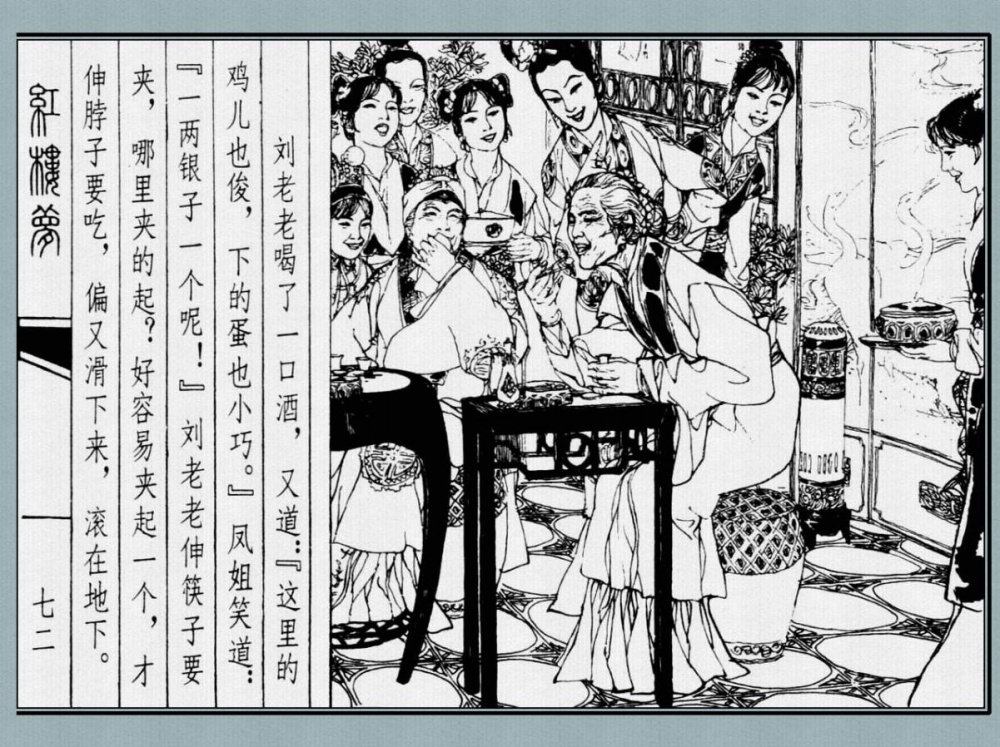 刘老老喝了一口酒，又道：『这里的
鸡儿也俊，下的蛋也小巧。』凤姐笑道：
『一两银子一个呢！』刘老老伸筷子要
夹，哪里夹的起？好容易夹起一个，才
伸脖子要吃，偏又滑下来，滚在地下。
紅樓夢
七二